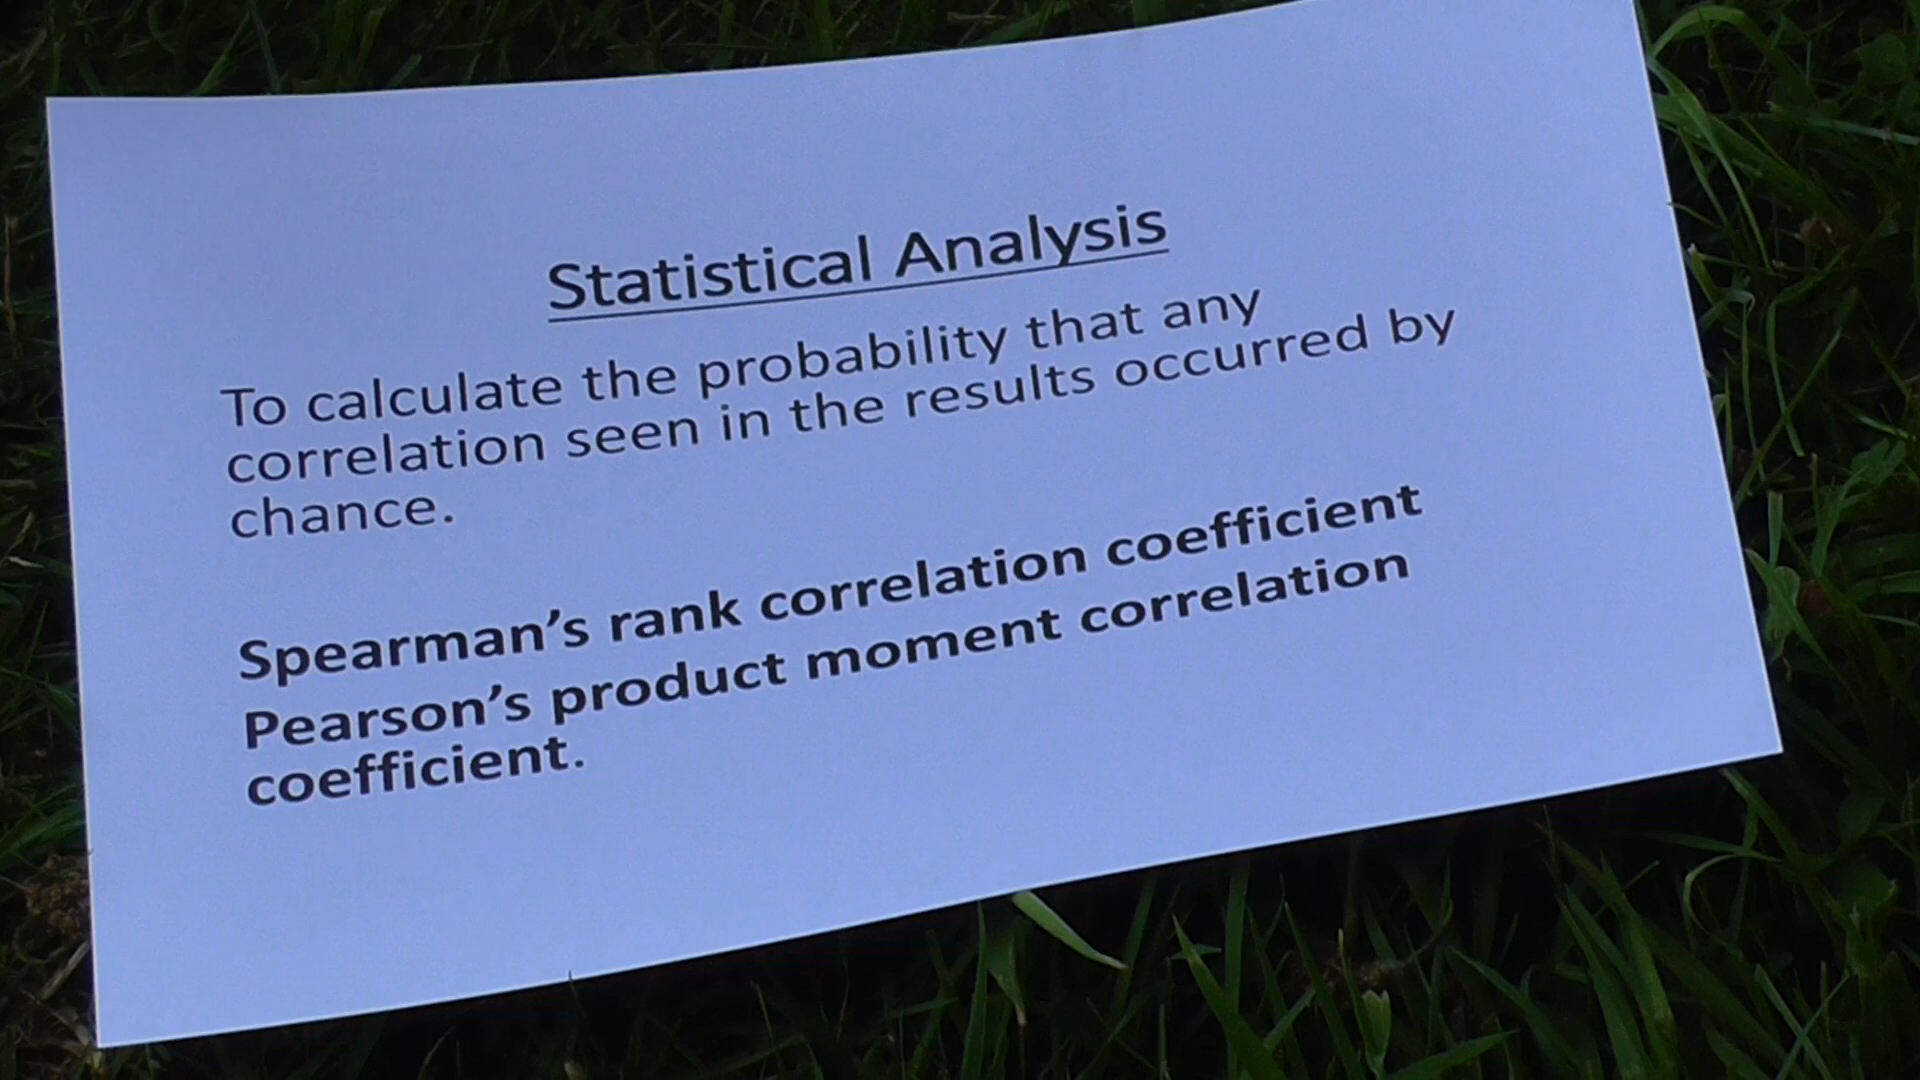 Statistical Analysis
To calculate the probability that any
correlation seen in the results occurred by
chance.
Spearman’s rank correlation coefficient
Pearson’s product moment correlation
coefficient.